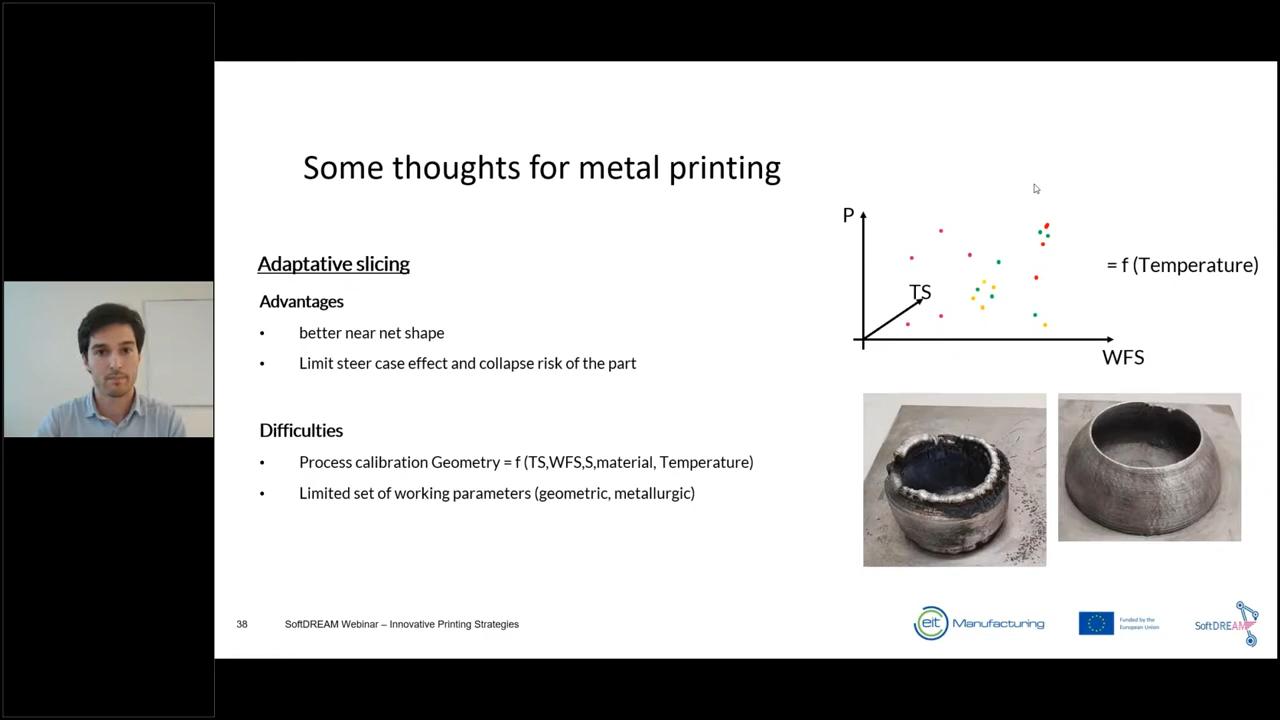 Some thoughts for metal printing
Adaptative slicing
Advantages
• better near net shape
• Limit steer case effect and collapse risk of the part
Difficulties
• Process calibration Geometry = f (TS,WFS,S,material, Temperature)
• Limited set of working parameters (geometric, metallurgic)
P
TS
WFS
= f (Temperature)
38
SoftDREAM Webinar – Innovative Printing Strategies
eit Manufacturing
Funded by the
European Union
SoftDREAM